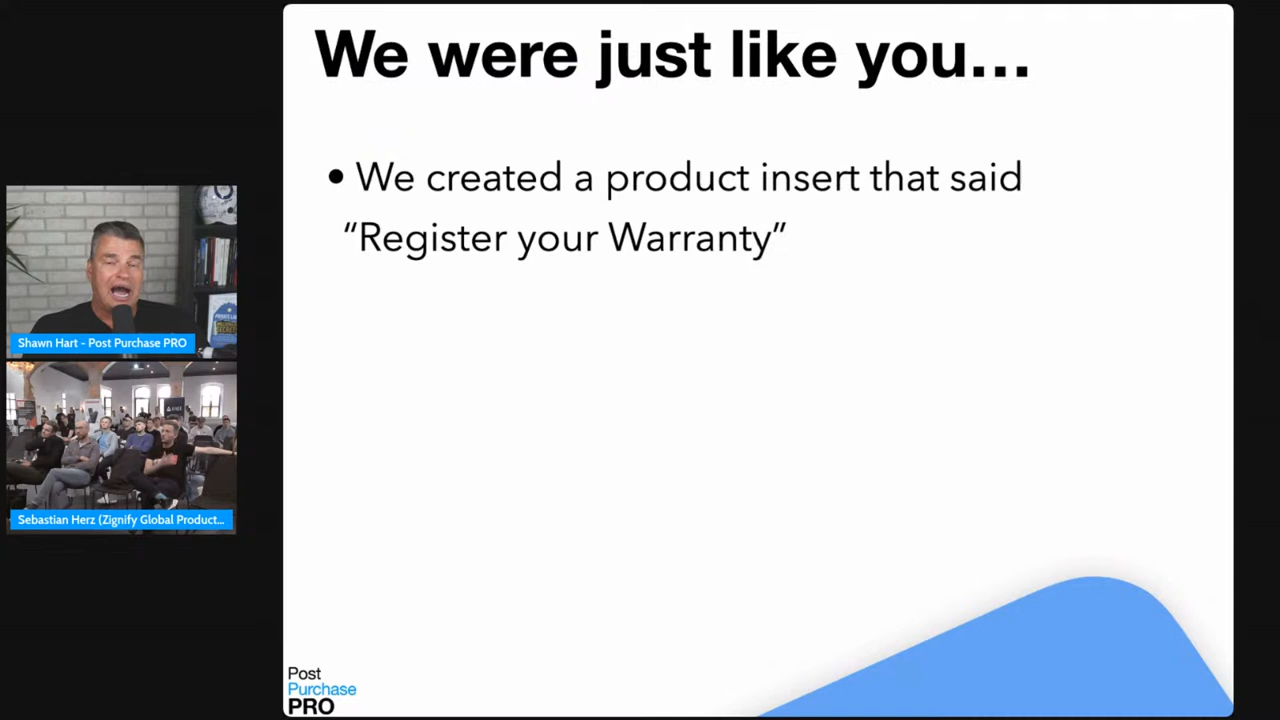 We were just like you...
• We created a product insert that said
“Register your Warranty”
Shawn Hart - Post Purchase PRO
Sebastian Herz (Zignify Global Product...
Post
Purchase
PRO